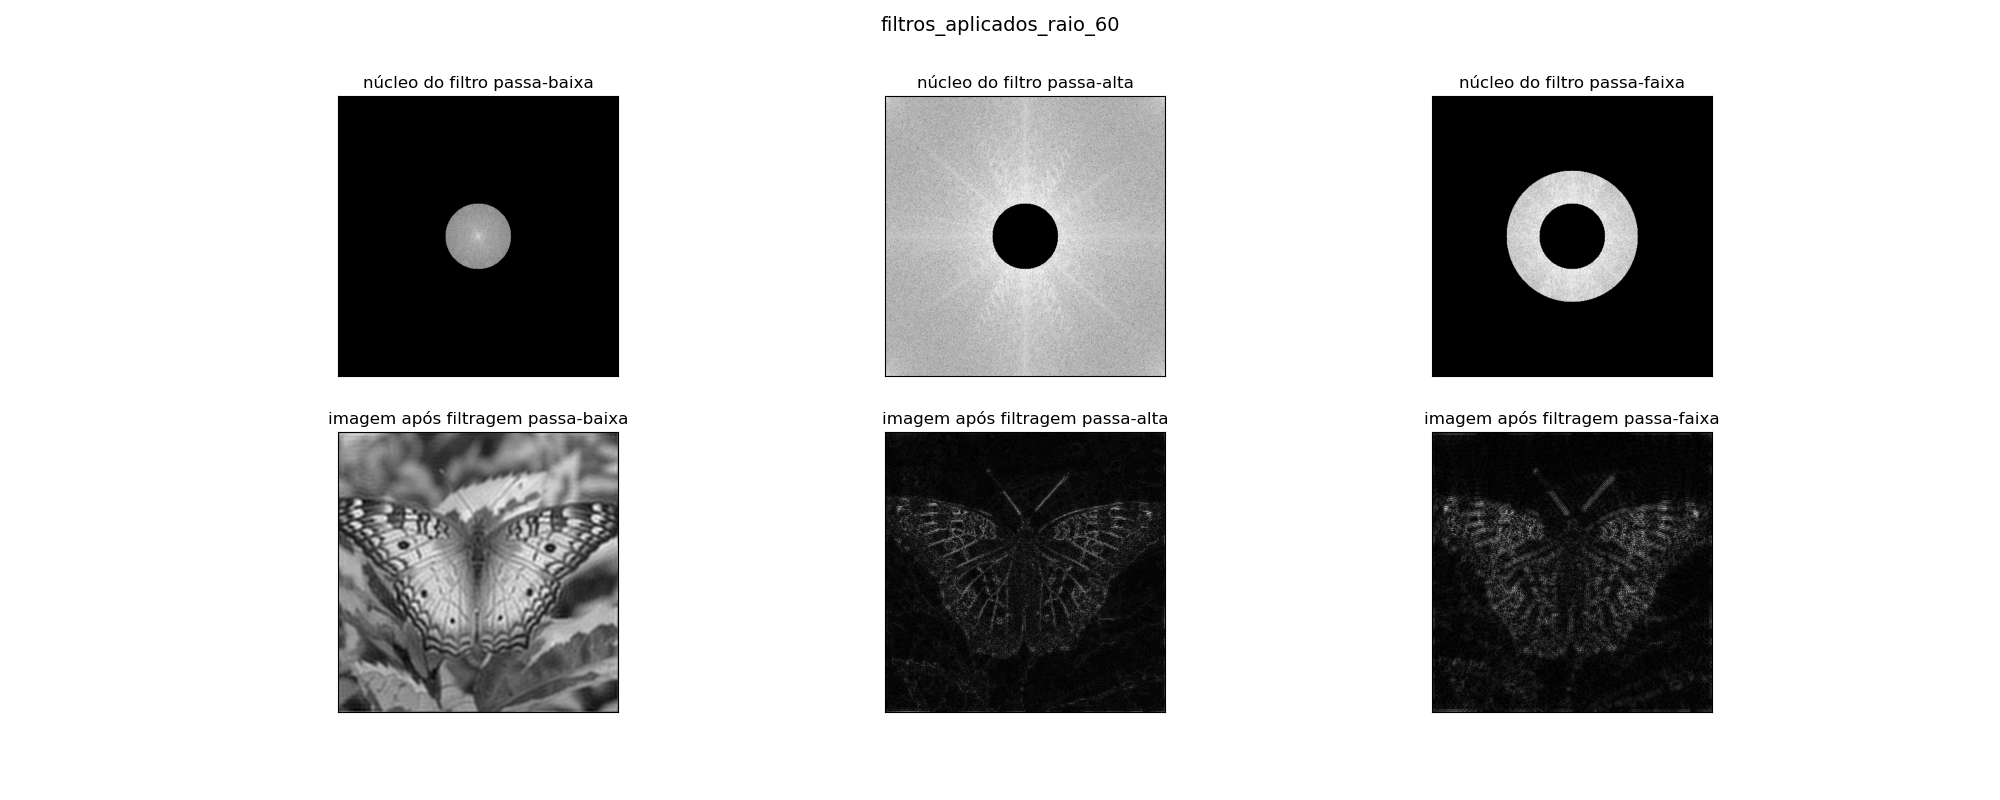 filtros_aplicados_raio_60
núcleo do filtro passa-baixa
núcleo do filtro passa-alta
núcleo do filtro passa-faixa
imagem após filtragem passa-baixa
imagem após filtragem passa-alta
imagem após filtragem passa-faixa